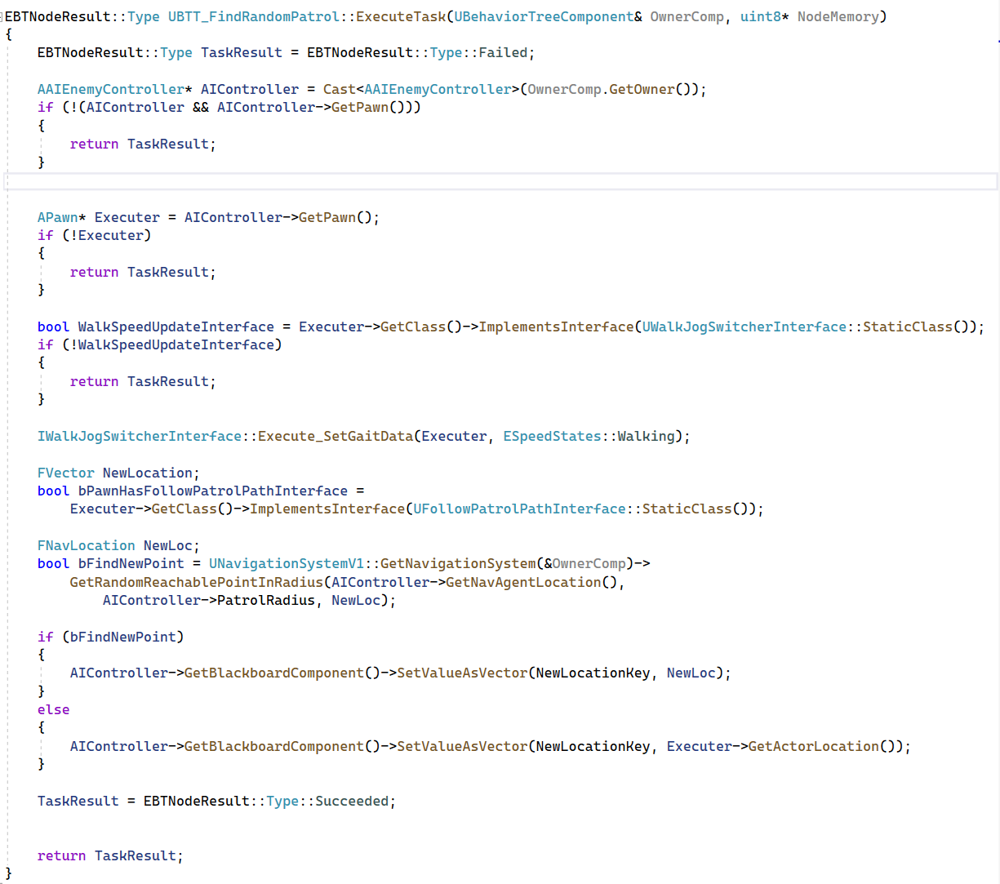 EBTNodeResult::Type UBTT_FindRandomPatrol::ExecuteTask(UBehaviorTreeComponent& OwnerComp, uint8* NodeMemory)
{
    EBTNodeResult::Type TaskResult = EBTNodeResult::Type::Failed;

    AAIEnemyController* AIController = Cast<AAIEnemyController>(OwnerComp.GetOwner());
    if (!(AIController && AIController->GetPawn()))
    {
        return TaskResult;
    }


    APawn* Executer = AIController->GetPawn();
    if (!Executer)
    {
        return TaskResult;
    }

    bool WalkSpeedUpdateInterface = Executer->GetClass()->ImplementsInterface(UWalkJogSwitcherInterface::StaticClass());
    if (!WalkSpeedUpdateInterface)
    {
        return TaskResult;
    }

    IWalkJogSwitcherInterface::Execute_SetGaitData(Executer, ESpeedStates::Walking);

    FVector NewLocation;
    bool bPawnHasFollowPatrolPathInterface =
        Executer->GetClass()->ImplementsInterface(UFollowPatrolPathInterface::StaticClass());

    FNavLocation NewLoc;
    bool bFindNewPoint = UNavigationSystemV1::GetNavigationSystem(&OwnerComp)->
        GetRandomReachablePointInRadius(AIController->GetNavAgentLocation(),
            AIController->PatrolRadius, NewLoc);

    if (bFindNewPoint)
    {
        AIController->GetBlackboardComponent()->SetValueAsVector(NewLocationKey, NewLoc);
    }
    else
    {
        AIController->GetBlackboardComponent()->SetValueAsVector(NewLocationKey, Executer->GetActorLocation());
    }

    TaskResult = EBTNodeResult::Type::Succeeded;


    return TaskResult;
}